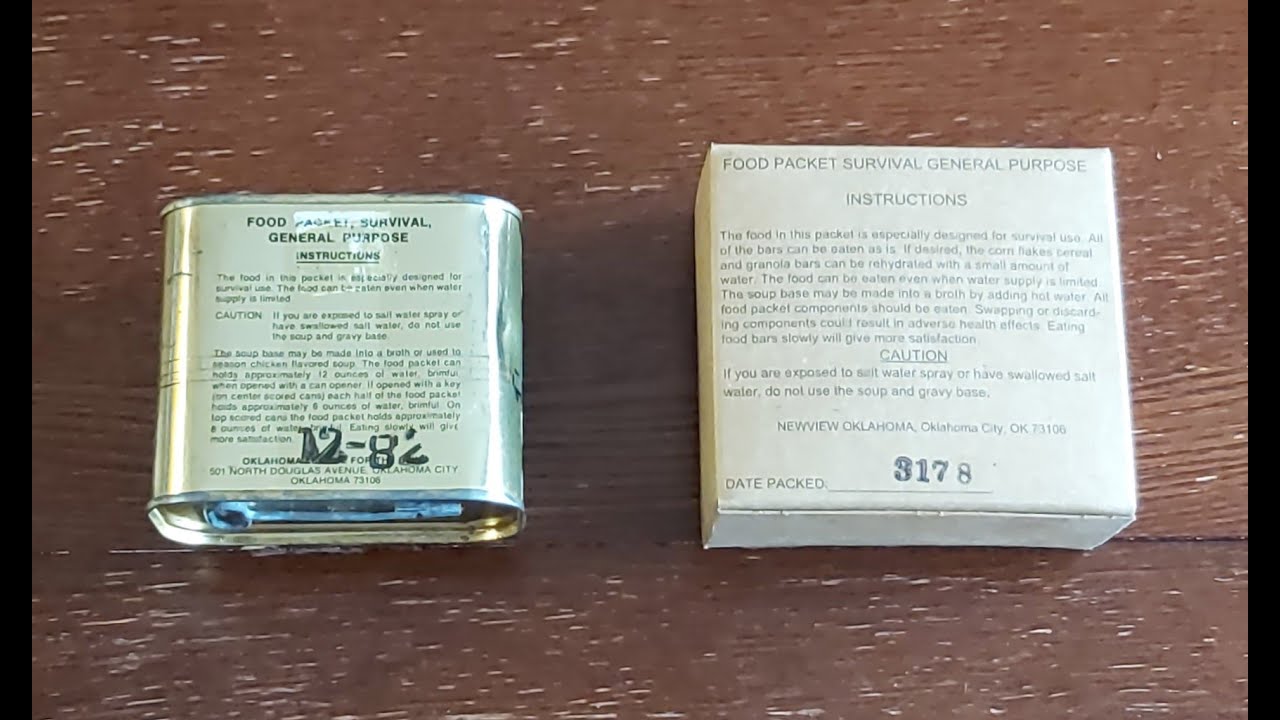 FOOD PACKET, SURVIVAL,
GENERAL PURPOSE
INSTRUCTIONS
The food in this packet is especially designed for
survival use. The food can be eaten even when water
supply is limited.
CAUTION: If you are exposed to salt water spray or
have swallowed salt water, do not use
the soup and gravy base.
The soup base may be made into a broth or used to
season chicken flavored soup. The food packet can
holds approximately 12 ounces of water, brimful,
when opened with a can opener. If opened with a key
(on center scored cans) each half of the food packet
holds approximately 6 ounces of water, brimful. On
top scored cans the food packet holds approximately
ounces of water, brimful. Eating slowly will give
more satisfaction.
12-82
OKLAHOMA FOR THE
501 NORTH DOUGLAS AVENUE, OKLAHOMA CITY
OKLAHOMA 73106
FOOD PACKET SURVIVAL GENERAL PURPOSE
INSTRUCTIONS
The food in this packet is especially designed for survival use. All
of the bars can be eaten as is. If desired, the corn flakes cereal
and granola bars can be rehydrated with a small amount of
water. The food can be eaten even when water supply is limited.
The soup base may be made into a broth by adding hot water. All
food packet components should be eaten. Swapping or discard-
ing components could result in adverse health effects. Eating
food bars slowly will give more satisfaction.
CAUTION
If you are exposed to salt water spray or have swallowed salt
water, do not use the soup and gravy base.
NEWVIEW OKLAHOMA, Oklahoma City, OK 73106
DATE PACKED: 3178